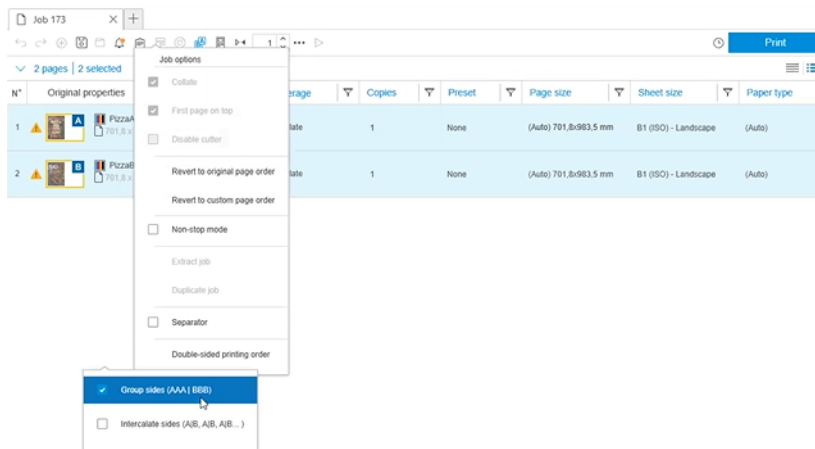 Job 173
1
Print
2 pages | 2 selected
N° Original properties erage Copies Preset Page size Sheet size Paper type
1 A PizzaA late 1 None (Auto) 701,8x983,5 mm B1 (ISO) - Landscape (Auto)
701,8 x
2 B PizzaB late 1 None (Auto) 701,8x983,5 mm B1 (ISO) - Landscape (Auto)
701,8 x
Job options
Collate
First page on top
Disable cutter
Revert to original page order
Revert to custom page order
Non-stop mode
Extract job
Duplicate job
Separator
Double-sided printing order
Group sides (AAA | BBB)
Intercalate sides (A|B, A|B, A|B... )